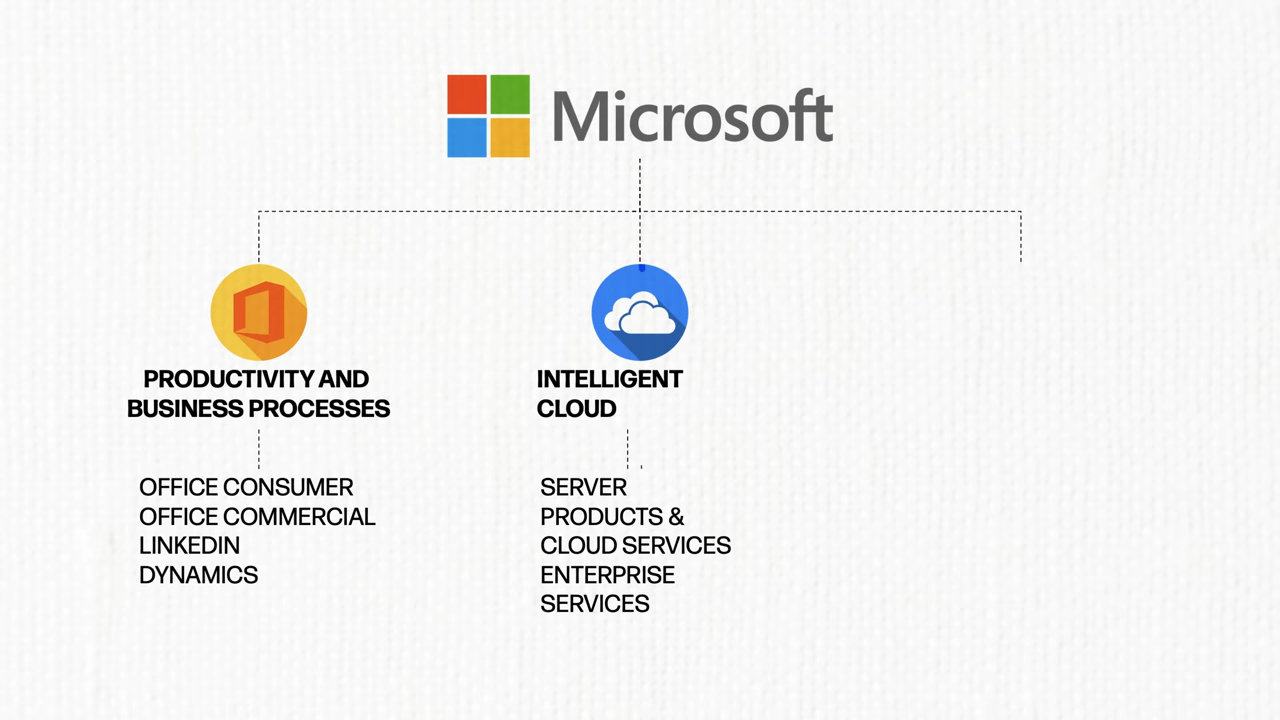 Microsoft
PRODUCTIVITY AND
BUSINESS PROCESSES
OFFICE CONSUMER
OFFICE COMMERCIAL
LINKEDIN
DYNAMICS
INTELLIGENT
CLOUD
SERVER
PRODUCTS &
CLOUD SERVICES
ENTERPRISE
SERVICES